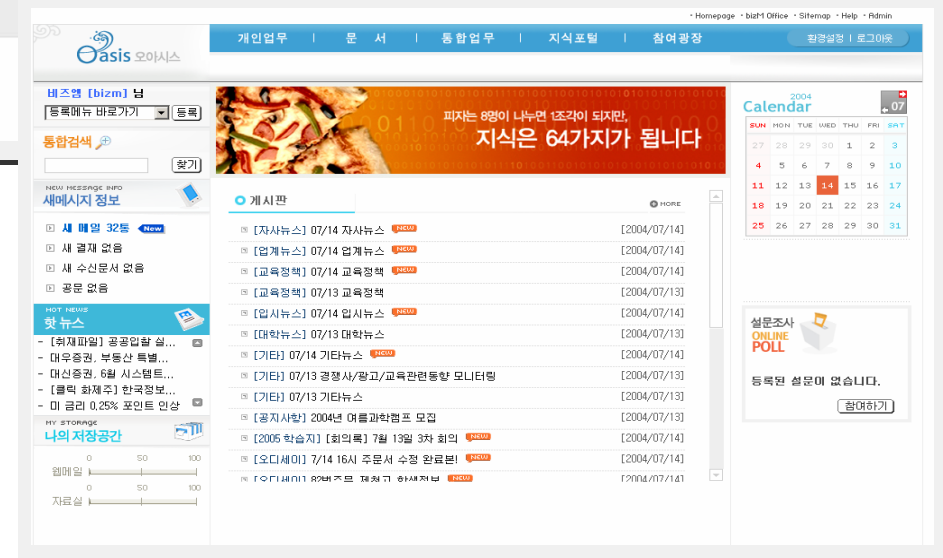 · Homepage · bizM Office · Sitemap · Help · Admin
Oasis 오아시스
개인업무 | 문 서 | 통합업무 | 지식포털 | 참여광장
환경설정 | 로그아웃
비즈엠 [bizm] 님
등록메뉴 바로가기 등록
통합검색
찾기
NEW MESSAGE INFO
새메시지 정보
새 메일 32통 New
새 결재 없음
새 수신문서 없음
공문 없음
HOT NEWS
핫 뉴스
- [취재파일] 공공입찰 실...
- 대우증권, 부동산 특별...
- 대신증권, 6월 시스템트...
- [클릭 화제주] 한국정보...
- 미 금리 0,25% 포인트 인상
MY STORAGE
나의 저장공간
0 50 100
웹메일
0 50 100
자료실
피자는 8명이 나누면 1조각이 되지만,
지식은 64가지가 됩니다
게시판
MORE
[자사뉴스] 07/14 자사뉴스 NEW [2004/07/14]
[업계뉴스] 07/14 업계뉴스 NEW [2004/07/14]
[교육정책] 07/14 교육정책 NEW [2004/07/14]
[교육정책] 07/13 교육정책 [2004/07/13]
[입시뉴스] 07/14 입시뉴스 NEW [2004/07/14]
[대학뉴스] 07/13 대학뉴스 [2004/07/13]
[기타] 07/14 기타뉴스 NEW [2004/07/14]
[기타] 07/13 경쟁사/광고/교육관련동향 모니터링 [2004/07/13]
[기타] 07/13 기타뉴스 [2004/07/13]
[공지사항] 2004년 여름과학캠프 모집 [2004/07/14]
[2005 학습지] [회의록] 7월 13일 3차 회의 NEW [2004/07/14]
[오디세이] 7/14 16시 주문서 수정 완료본! NEW [2004/07/14]
[오디세이] 82번주문 NEW [2004/07/14]
2004
Calendar
07
SUN MON TUE WED THU FRI SAT
27 28 29 30 1 2 3
4 5 6 7 8 9 10
11 12 13 14 15 16 17
18 19 20 21 22 23 24
25 26 27 28 29 30 31
설문조사
ONLINE
POLL
등록된 설문이 없습니다.
참여하기